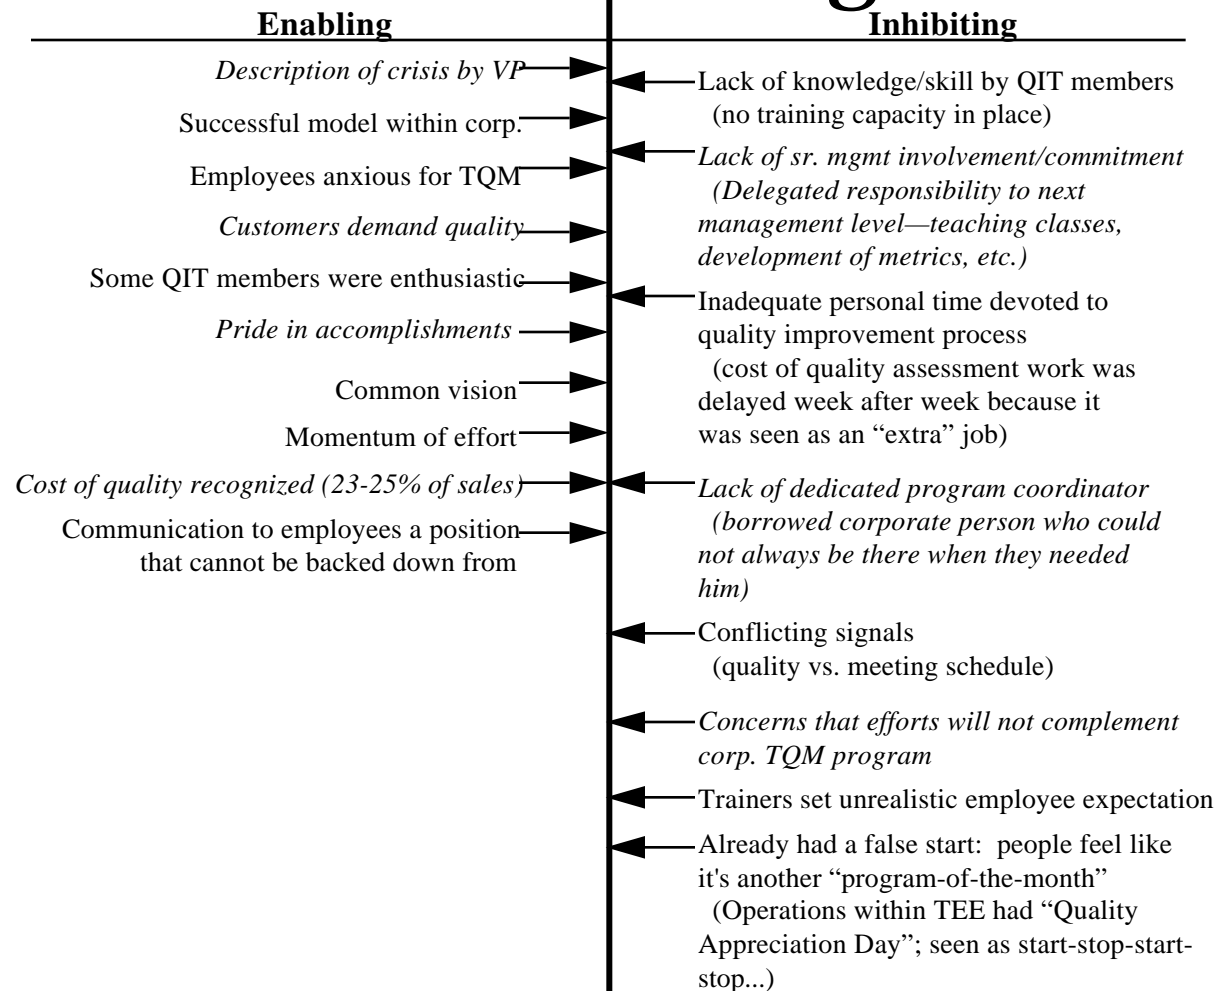 Enabling
Description of crisis by VP
Successful model within corp.
Employees anxious for TQM
Customers demand quality
Some QIT members were enthusiastic
Pride in accomplishments
Common vision
Momentum of effort
Cost of quality recognized (23-25% of sales)
Communication to employees a position
that cannot be backed down from
Inhibiting
Lack of knowledge/skill by QIT members
(no training capacity in place)
Lack of sr. mgmt involvement/commitment
(Delegated responsibility to next
management level—teaching classes,
development of metrics, etc.)
Inadequate personal time devoted to
quality improvement process
(cost of quality assessment work was
delayed week after week because it
was seen as an “extra” job)
Lack of dedicated program coordinator
(borrowed corporate person who could
not always be there when they needed
him)
Conflicting signals
(quality vs. meeting schedule)
Concerns that efforts will not complement
corp. TQM program
Trainers set unrealistic employee expectation
Already had a false start:  people feel like
it's another “program-of-the-month”
(Operations within TEE had “Quality
Appreciation Day”; seen as start-stop-start-
stop...)